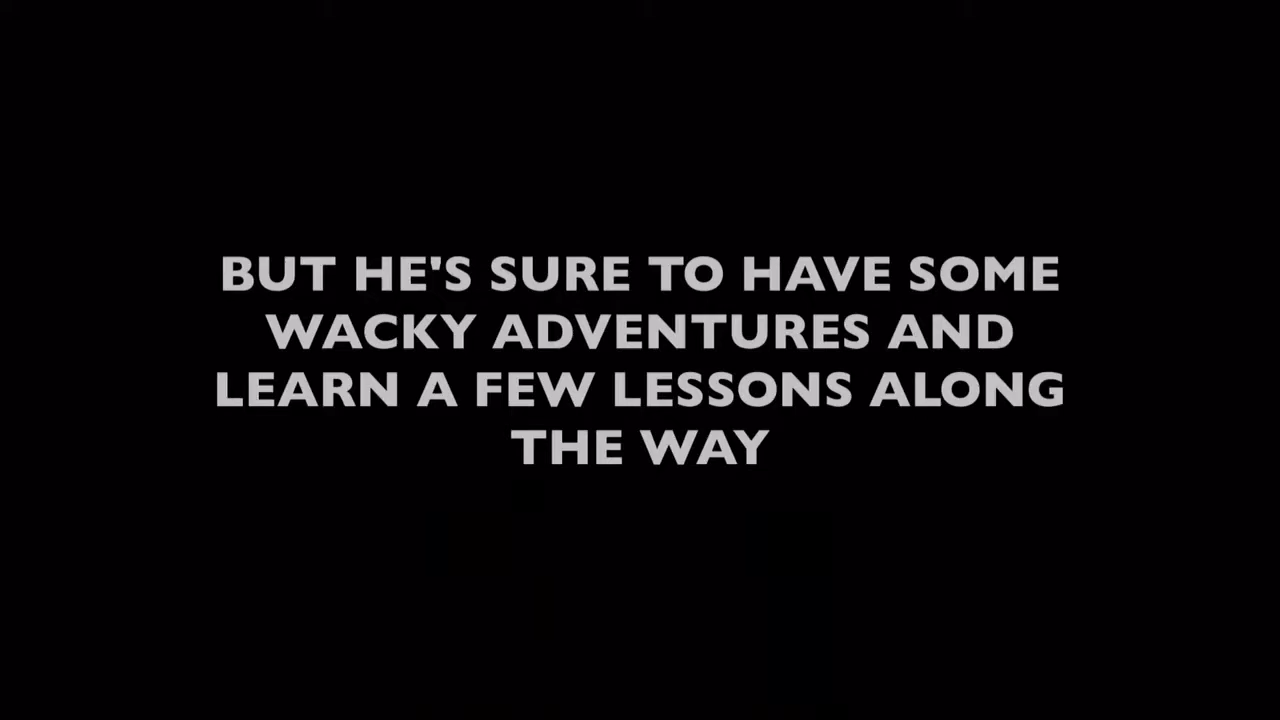 BUT HE'S SURE TO HAVE SOME
WACKY ADVENTURES AND
LEARN A FEW LESSONS ALONG
THE WAY